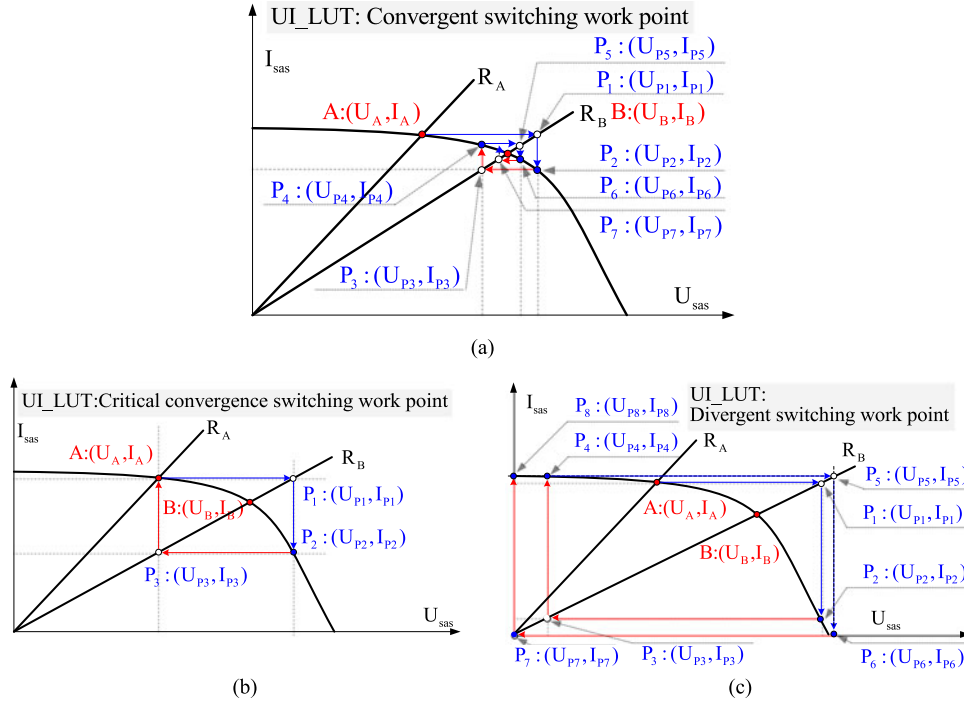 UI_LUT: Convergent switching work point
I_sas
P_5:(U_P5,I_P5)
R_A
P_1:(U_P1,I_P1)
A:(U_A,I_A)
R_B B:(U_B,I_B)
P_2:(U_P2,I_P2)
P_4:(U_P4,I_P4)
P_6:(U_P6,I_P6)
P_7:(U_P7,I_P7)
P_3:(U_P3,I_P3)
U_sas
(a)
UI_LUT:Critical convergence switching work point
I_sas
R_A
A:(U_A,I_A)
R_B
P_1:(U_P1,I_P1)
B:(U_B,I_B)
P_2:(U_P2,I_P2)
P_3:(U_P3,I_P3)
U_sas
(b)
UI_LUT:
Divergent switching work point
I_sas
P_8:(U_P8,I_P8)
P_4:(U_P4,I_P4)
R_A
R_B
P_5:(U_P5,I_P5)
A:(U_A,I_A)
P_1:(U_P1,I_P1)
B:(U_B,I_B)
P_2:(U_P2,I_P2)
U_sas
P_7:(U_P7,I_P7)
P_3:(U_P3,I_P3)
P_6:(U_P6,I_P6)
(c)